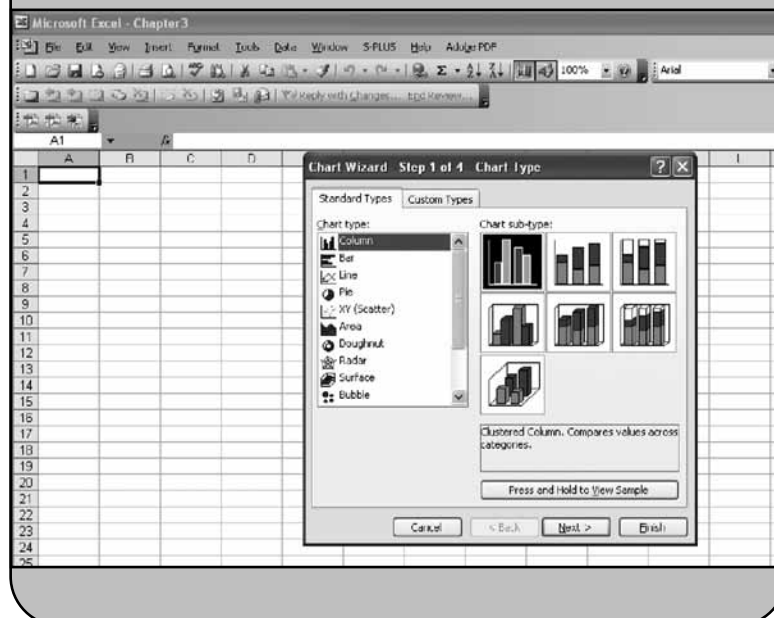 Microsoft Excel - Chapter3
File Edit View Insert Format Tools Data Window S-PLUS Help Adobe PDF
100% Arial
Reply with Changes... End Review...
A1 fx
A B C D I
1
2
3
4
5
6
7
8
9
10
11
12
13
14
15
16
17
18
19
20
21
22
23
24
25
Chart Wizard - Step 1 of 4 - Chart Type
Standard Types Custom Types
Chart type:
Column
Bar
Line
Pie
XY (Scatter)
Area
Doughnut
Radar
Surface
Bubble
Chart sub-type:
Clustered Column. Compares values across
categories.
Press and Hold to View Sample
Cancel < Back Next > Finish